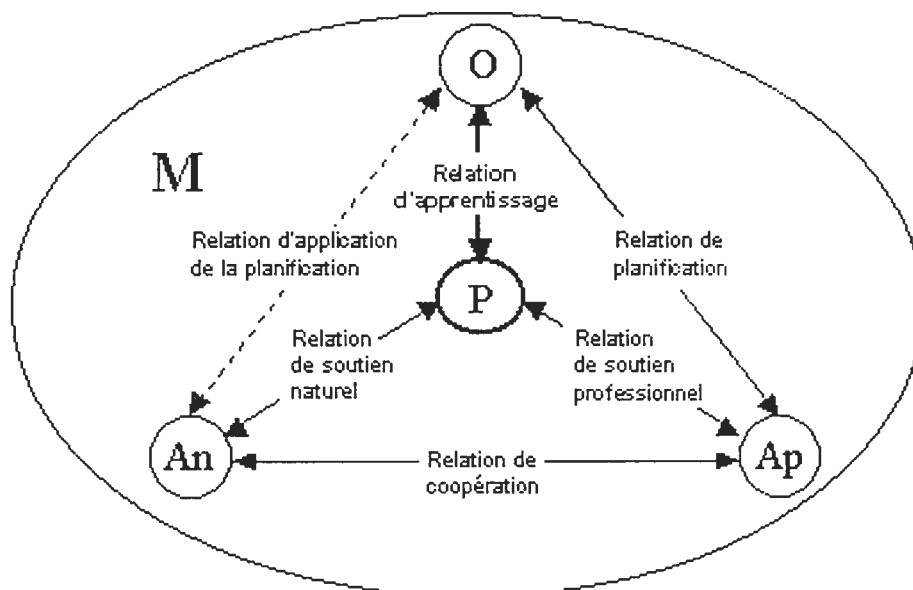 O
M
Relation
d'apprentissage
Relation d'application
de la planification
Relation de
planification
P
Relation
de soutien
naturel
Relation
de soutien
professionnel
An
Relation de
coopération
Ap